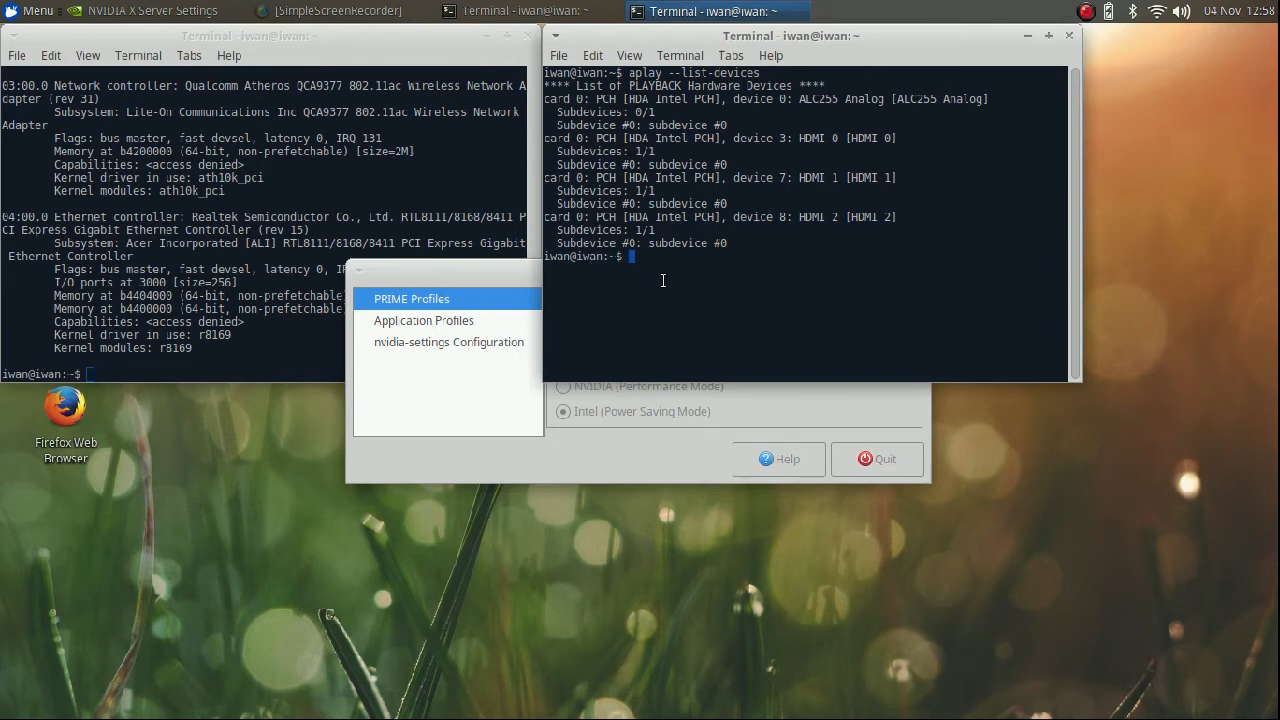 Menu
NVIDIA X Server Settings
[SimpleScreenRecorder]
Terminal - iwan@iwan: ~
Terminal - iwan@iwan: ~
04 Nov, 12:58
Terminal - iwan@iwan: ~
File Edit View Terminal Tabs Help
03:00.0 Network controller: Qualcomm Atheros QCA9377 802.11ac Wireless Network A
dapter (rev 31)
Subsystem: Lite-On Communications Inc QCA9377 802.11ac Wireless Network
Adapter
Flags: bus master, fast devsel, latency 0, IRQ 131
Memory at b4200000 (64-bit, non-prefetchable) [size=2M]
Capabilities: <access denied>
Kernel driver in use: ath10k_pci
Kernel modules: ath10k_pci
04:00.0 Ethernet controller: Realtek Semiconductor Co., Ltd. RTL8111/8168/8411 P
CI Express Gigabit Ethernet Controller (rev 15)
Subsystem: Acer Incorporated [ALI] RTL8111/8168/8411 PCI Express Gigabit
Ethernet Controller
Flags: bus master, fast devsel, latency 0, 
I/O ports at 3000 [size=256]
Memory at b4404000 (64-bit, non-prefetchable
Memory at b4400000 (64-bit, non-prefetchable
Capabilities: <access denied>
Kernel driver in use: r8169
Kernel modules: r8169
iwan@iwan:~$
Terminal - iwan@iwan: ~
File Edit View Terminal Tabs Help
iwan@iwan:~$ aplay --list-devices
**** List of PLAYBACK Hardware Devices ****
card 0: PCH [HDA Intel PCH], device 0: ALC255 Analog [ALC255 Analog]
Subdevices: 0/1
Subdevice #0: subdevice #0
card 0: PCH [HDA Intel PCH], device 3: HDMI 0 [HDMI 0]
Subdevices: 1/1
Subdevice #0: subdevice #0
card 0: PCH [HDA Intel PCH], device 7: HDMI 1 [HDMI 1]
Subdevices: 1/1
Subdevice #0: subdevice #0
card 0: PCH [HDA Intel PCH], device 8: HDMI 2 [HDMI 2]
Subdevices: 1/1
Subdevice #0: subdevice #0
iwan@iwan:~$
PRIME Profiles
Application Profiles
nvidia-settings Configuration
NVIDIA (Performance Mode)
Intel (Power Saving Mode)
Help
Quit
Firefox Web
Browser